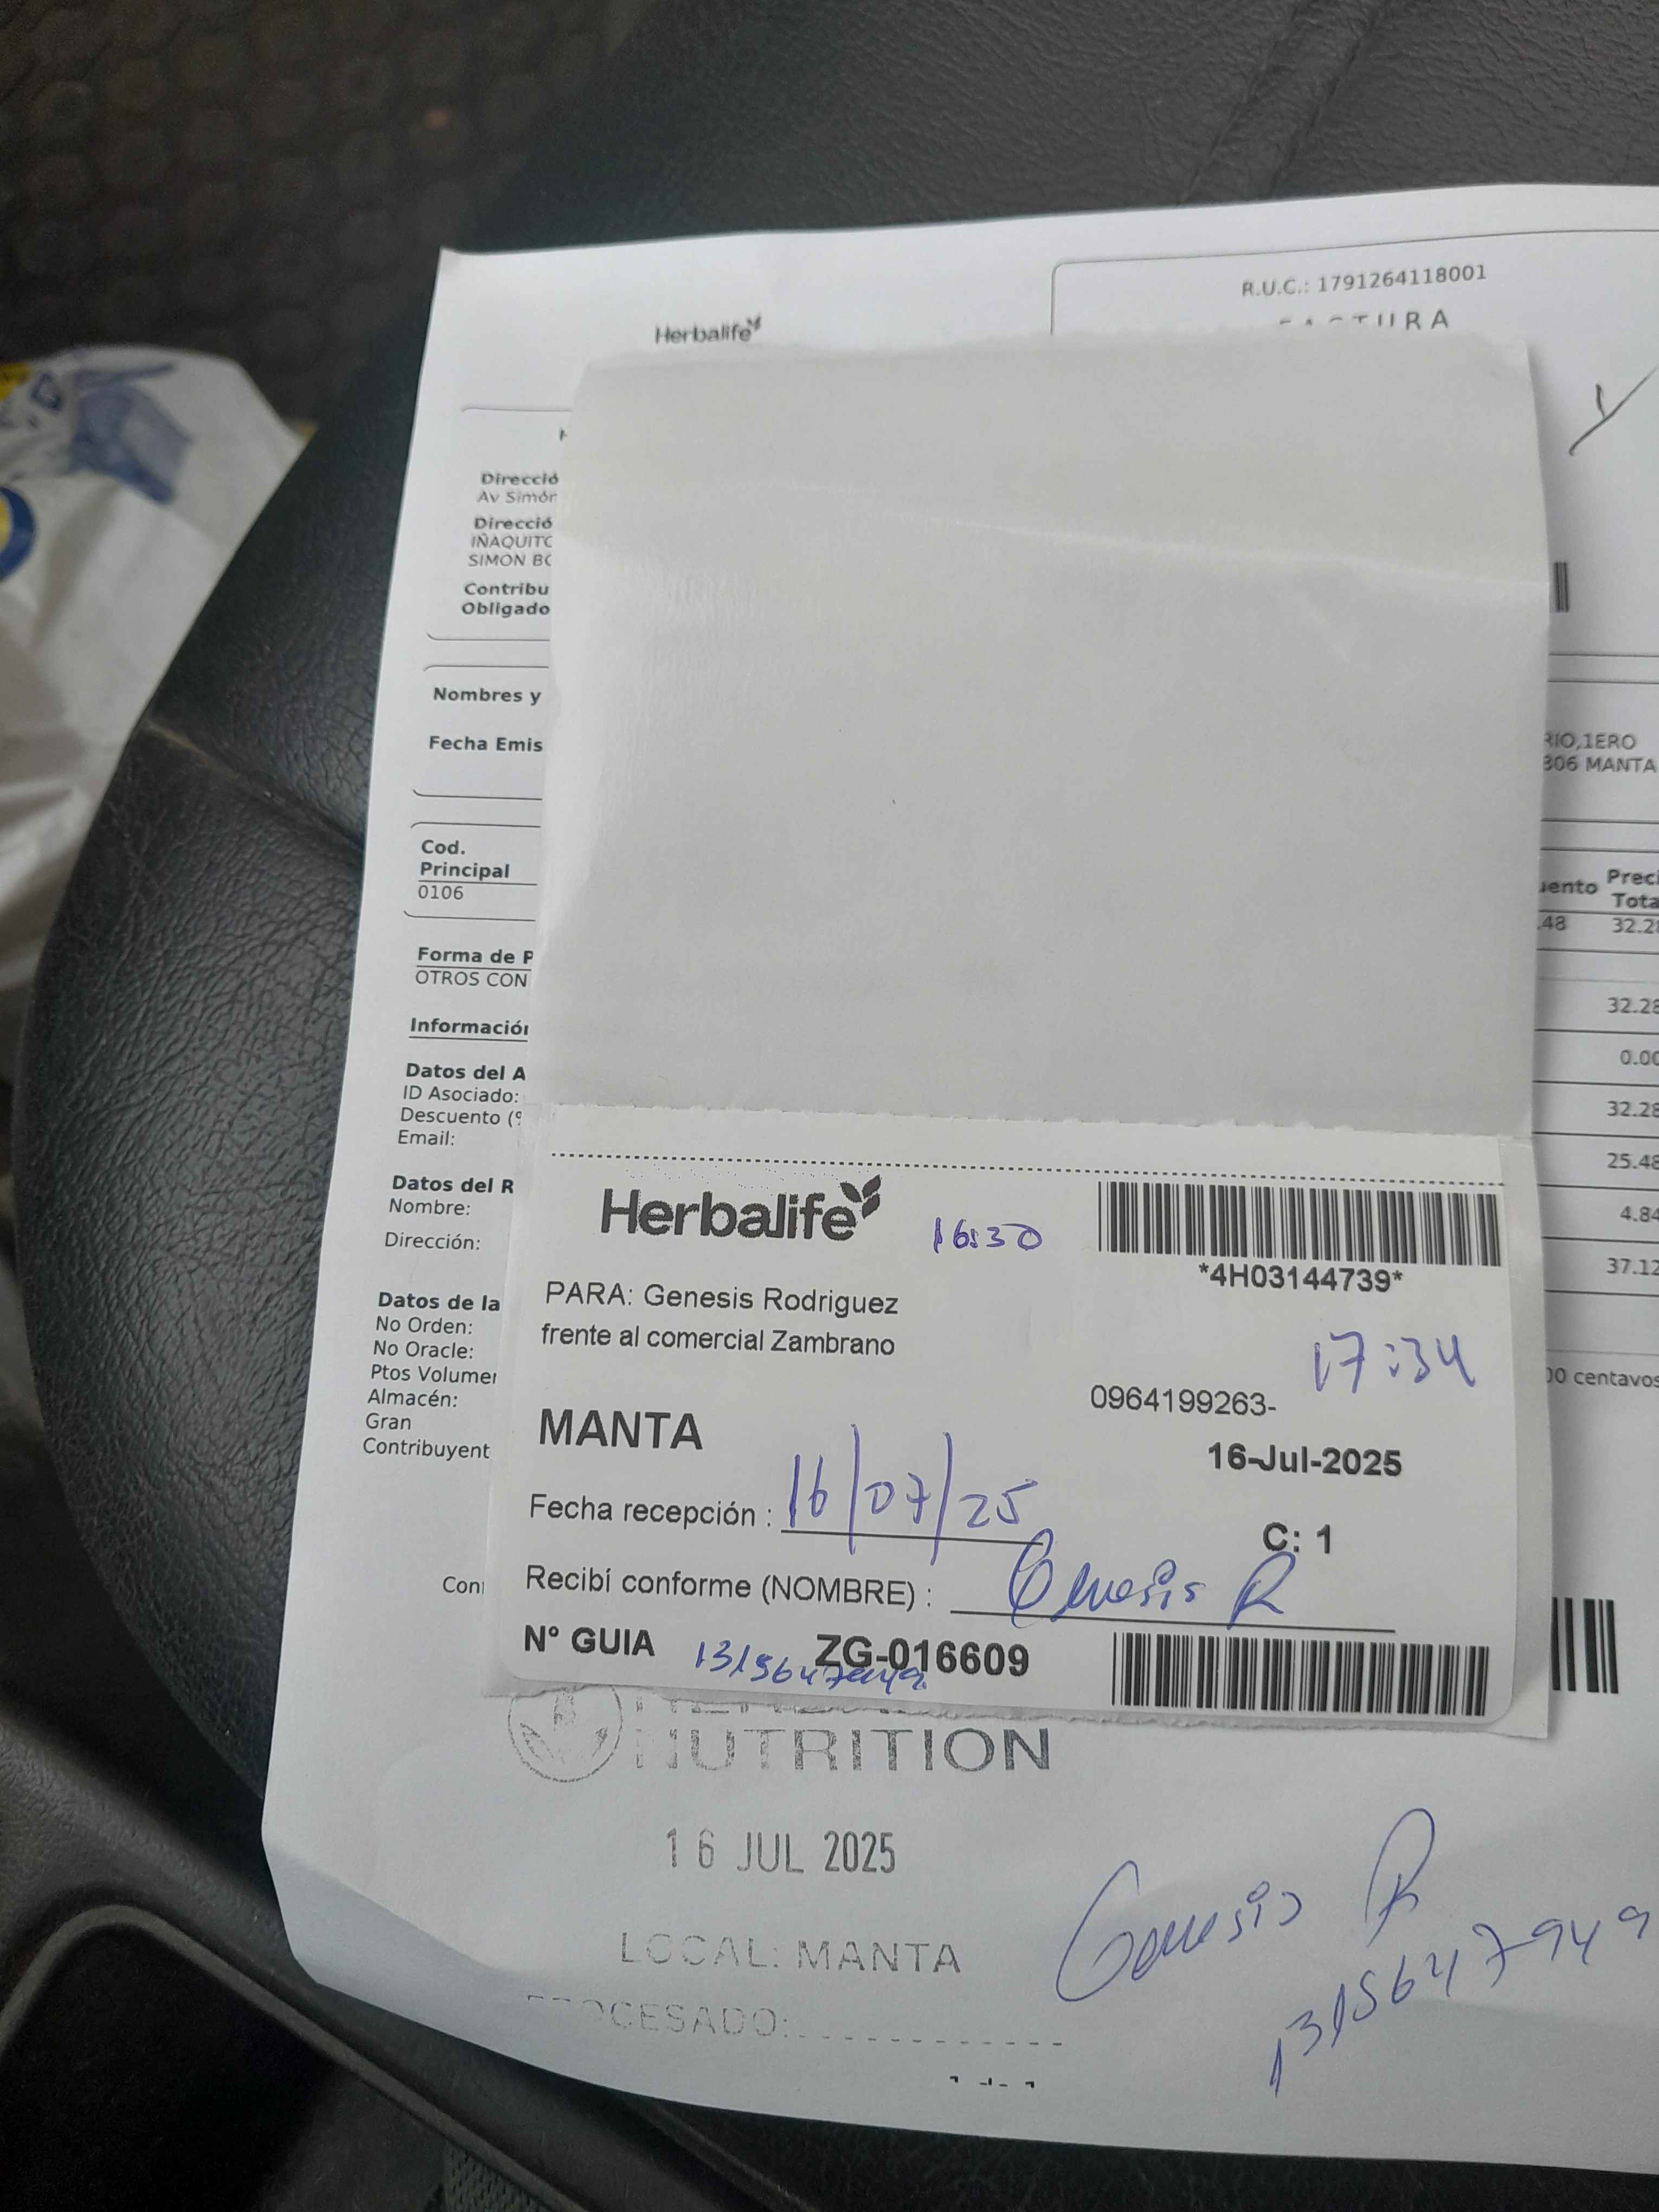 Herbalife
R.U.C.: 1791264118001
FACTURA
Direcció
Av Simón
Direcció
IÑAQUITO
SIMON BO
Contribu
Obligado
Nombres y
Fecha Emis
RIO,1ERO
306 MANTA
Cod.
Principal
0106
uento
Preci
Tota
.48 32.28
Forma de P
OTROS CON
32.28
0.00
32.28
25.48
4.84
37.12
Informació
Datos del A
ID Asociado:
Descuento (%
Email:
Datos del R
Nombre:
Dirección:
Datos de la
No Orden:
No Oracle:
Ptos Volumen
Almacén:
Gran
Contribuyent
00 centavos
Herbalife
16:30
*4H03144739*
PARA: Genesis Rodriguez
frente al comercial Zambrano
17:34
0964199263-
MANTA
16-Jul-2025
Fecha recepción : 16/07/25
C: 1
Recibí conforme (NOMBRE) : Genesis R
N° GUIA ZG-016609
1315647949
NUTRITION
16 JUL 2025
LOCAL: MANTA
PROCESADO:
Genesis R
1315647949